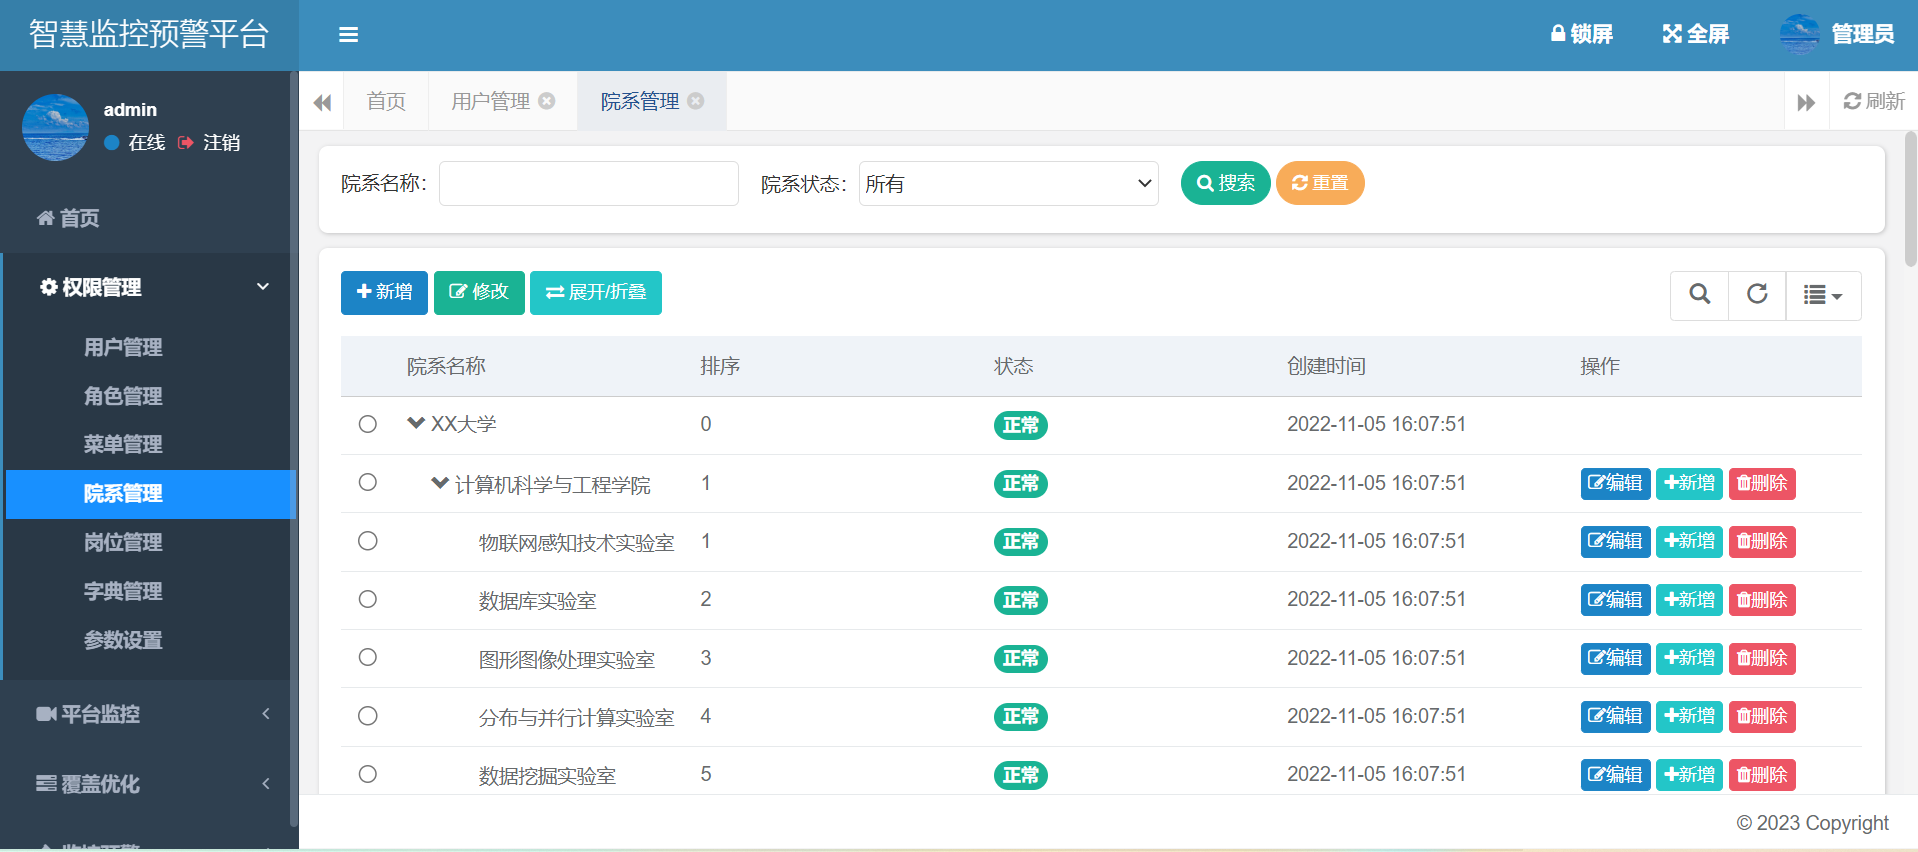 智慧监控预警平台
锁屏 全屏 管理员
admin
在线 注销
首页 用户管理 院系管理 刷新
首页
权限管理
用户管理
角色管理
菜单管理
院系管理
岗位管理
字典管理
参数设置
平台监控
覆盖优化
监控预警
院系名称： 院系状态： 所有 搜索 重置
新增 修改 展开/折叠
院系名称 排序 状态 创建时间 操作
XX大学 0 正常 2022-11-05 16:07:51
计算机科学与工程学院 1 正常 2022-11-05 16:07:51 编辑 新增 删除
物联网感知技术实验室 1 正常 2022-11-05 16:07:51 编辑 新增 删除
数据库实验室 2 正常 2022-11-05 16:07:51 编辑 新增 删除
图形图像处理实验室 3 正常 2022-11-05 16:07:51 编辑 新增 删除
分布与并行计算实验室 4 正常 2022-11-05 16:07:51 编辑 新增 删除
数据挖掘实验室 5 正常 2022-11-05 16:07:51 编辑 新增 删除
© 2023 Copyright